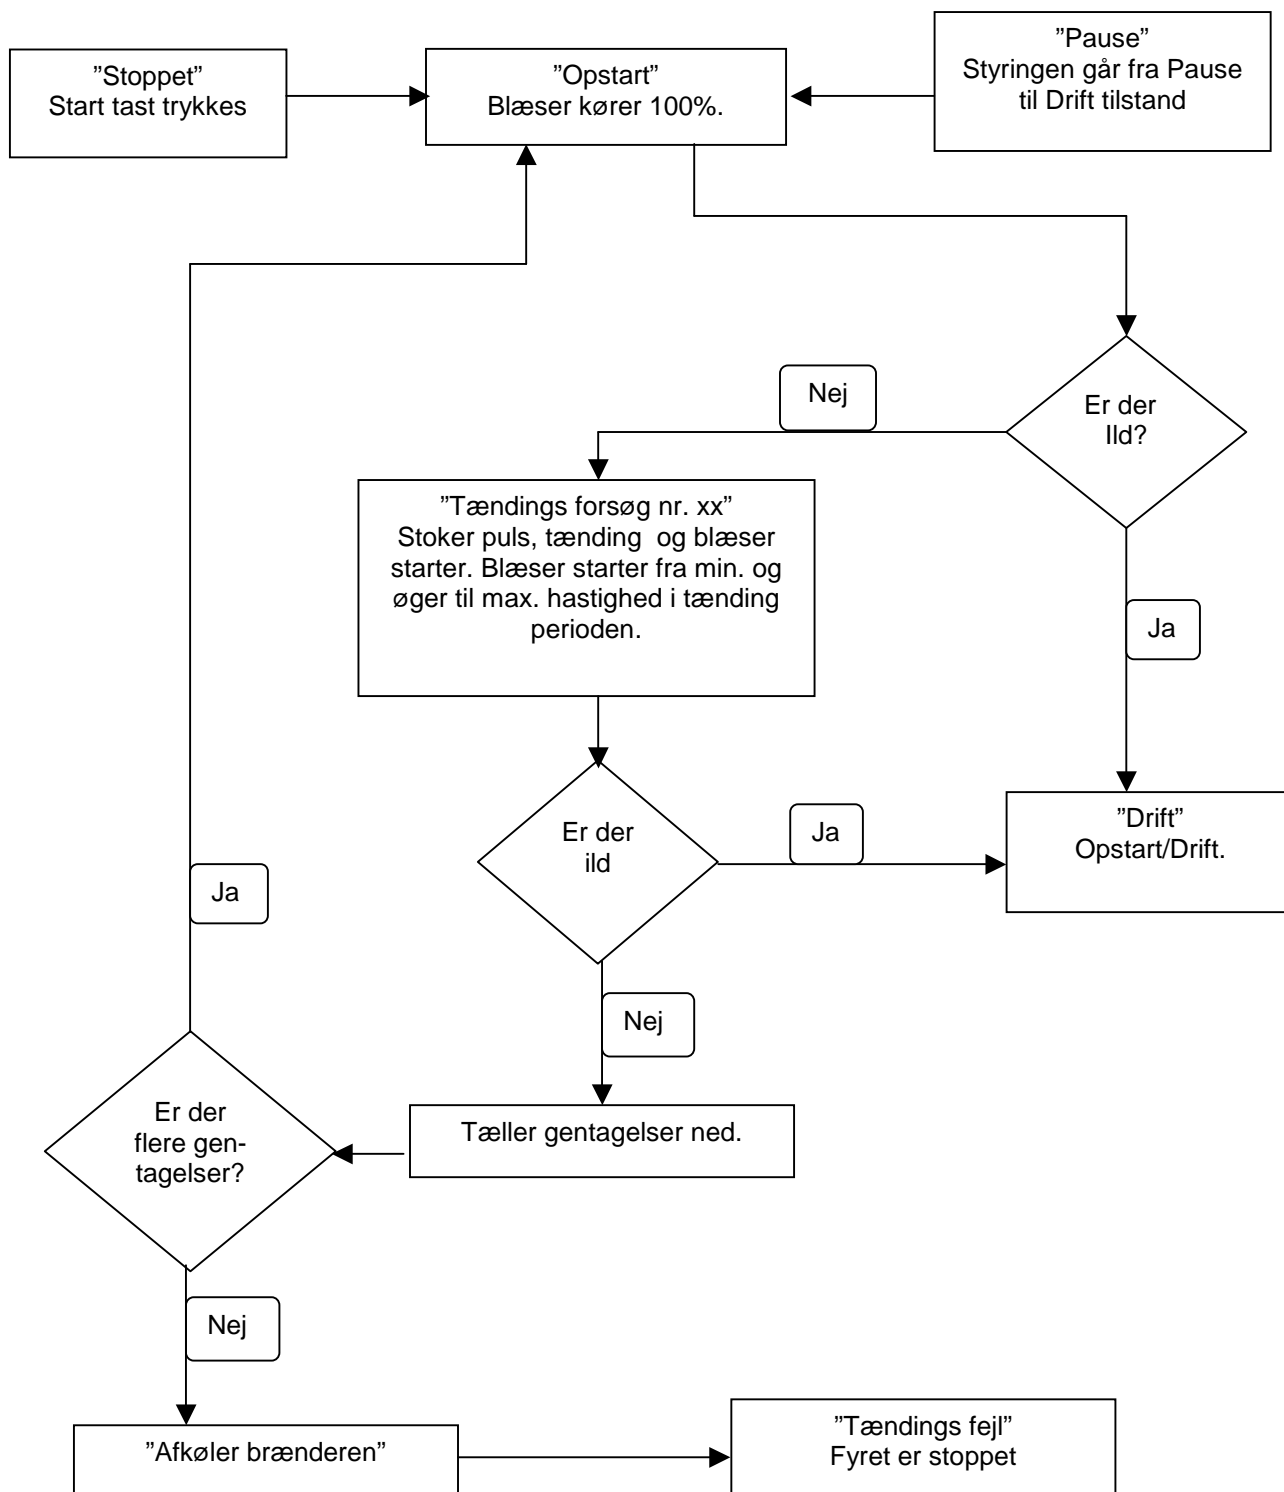 ”Stoppet”
Start tast trykkes
”Opstart”
Blæser kører 100%.
”Pause”
Styringen går fra Pause
til Drift tilstand
Er der
Ild?
Nej
Ja
”Tændings forsøg nr. xx”
Stoker puls, tænding  og blæser
starter. Blæser starter fra min. og
øger til max. hastighed i tænding
perioden.
Er der
ild
Ja
”Drift”
Opstart/Drift.
Nej
Tæller gentagelser ned.
Er der
flere gen-
tagelser?
Ja
Nej
”Afkøler brænderen”
”Tændings fejl”
Fyret er stoppet